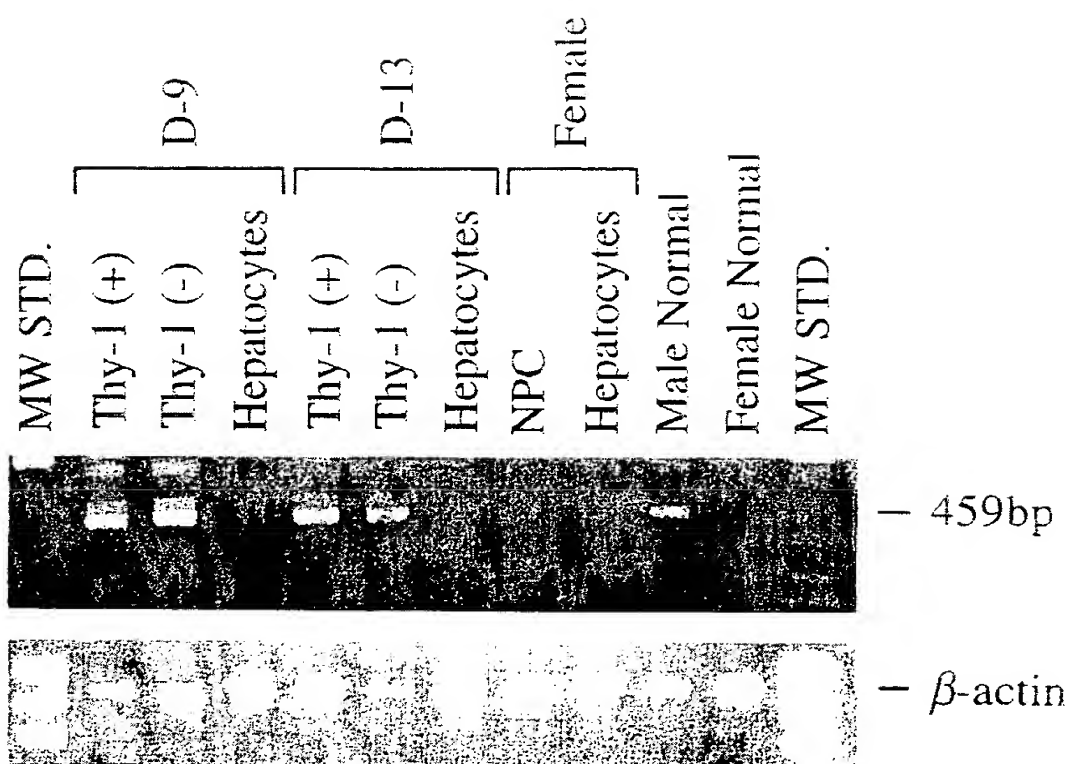 D-9
D-13
Female
MW STD.
Thy-1 (+)
Thy-1 (-)
Hepatocytes
Thy-1 (+)
Thy-1 (-)
Hepatocytes
NPC
Hepatocytes
Male Normal
Female Normal
MW STD.
– 459bp
– β-actin